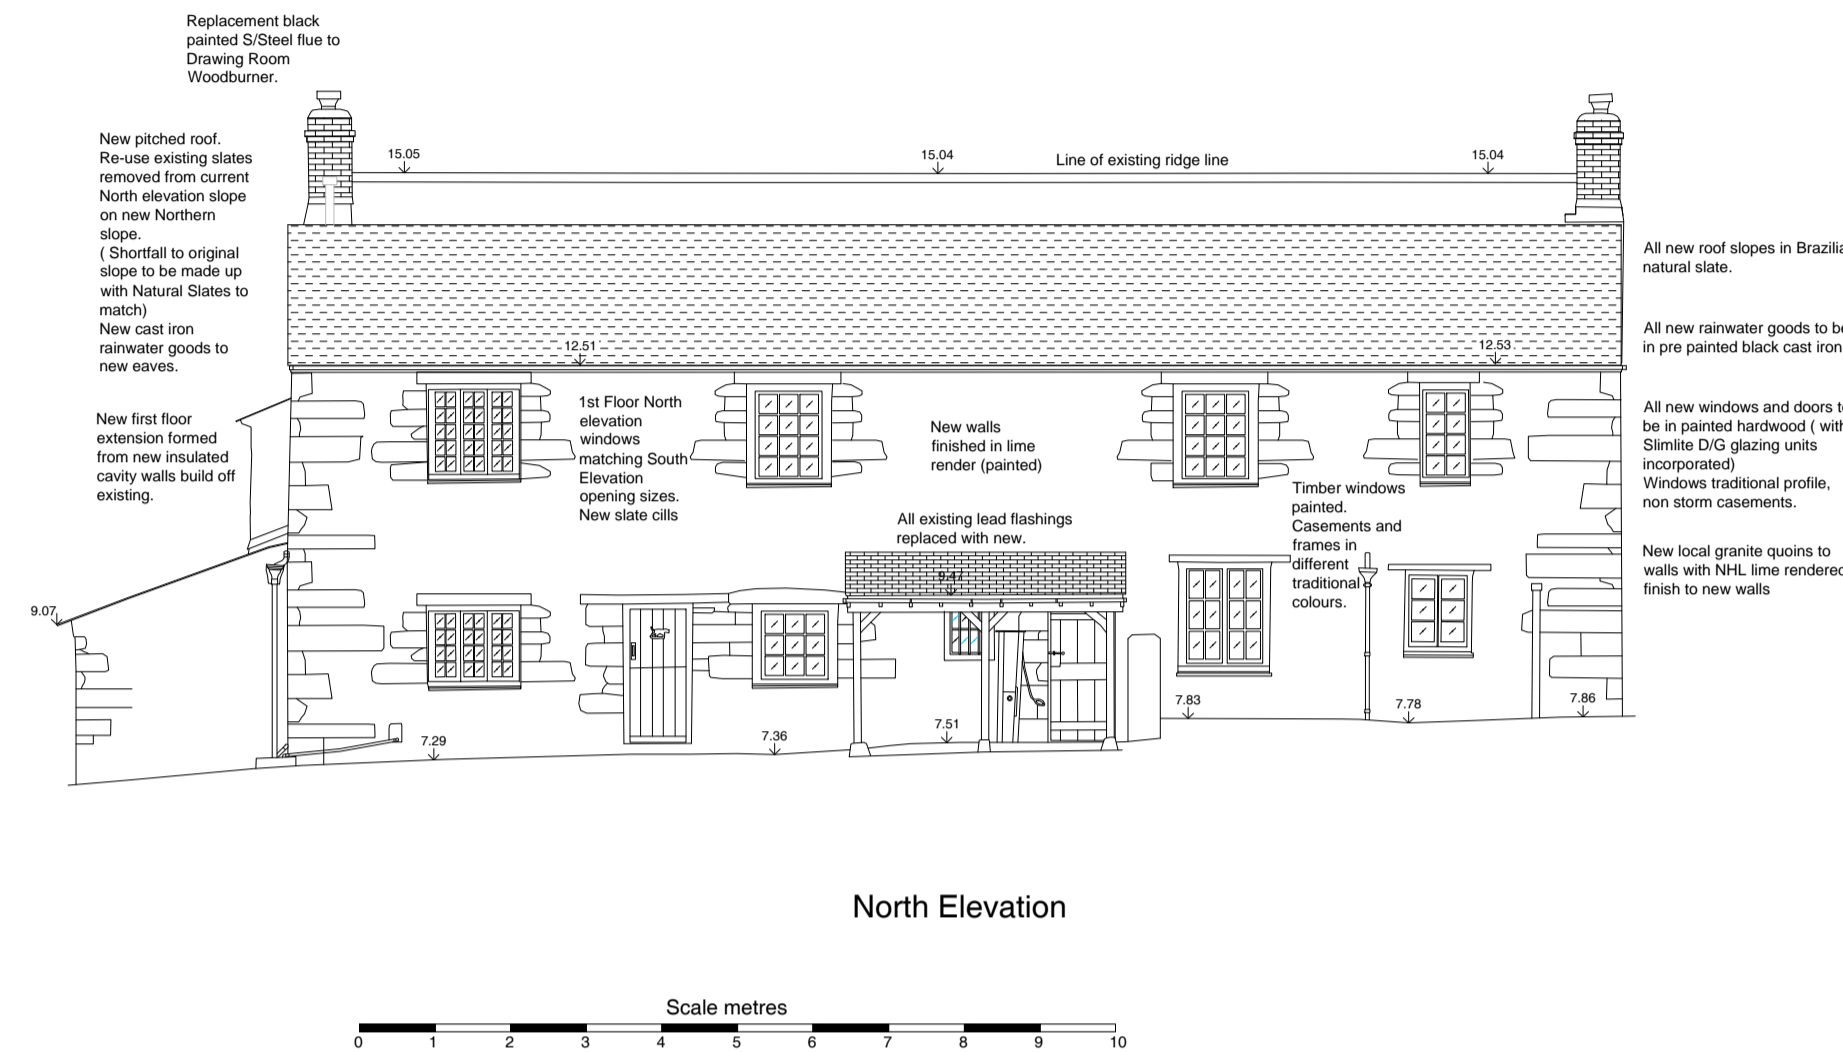 Replacement black
painted S/Steel flue to
Drawing Room
Woodburner.
New pitched roof.
Re-use existing slates
removed from current
North elevation slope
on new Northern
slope.
( Shortfall to original
slope to be made up
with Natural Slates to
match)
New cast iron
rainwater goods to
new eaves.
New first floor
extension formed
from new insulated
cavity walls build off
existing.
15.05
15.04
Line of existing ridge line
15.04
12.51
12.53
1st Floor North
elevation
windows
matching South
Elevation
opening sizes.
New slate cills
New walls
finished in lime
render (painted)
All existing lead flashings
replaced with new.
Timber windows
painted.
Casements and
frames in
different
traditional
colours.
All new roof slopes in Brazilia
natural slate.
All new rainwater goods to be
in pre painted black cast iron
All new windows and doors t
be in painted hardwood ( with
Slimlite D/G glazing units
incorporated)
Windows traditional profile,
non storm casements.
New local granite quoins to
walls with NHL lime rendered
finish to new walls
9.07
9.47
7.29
7.36
7.51
7.83
7.78
7.86
North Elevation
Scale metres
0 1 2 3 4 5 6 7 8 9 10